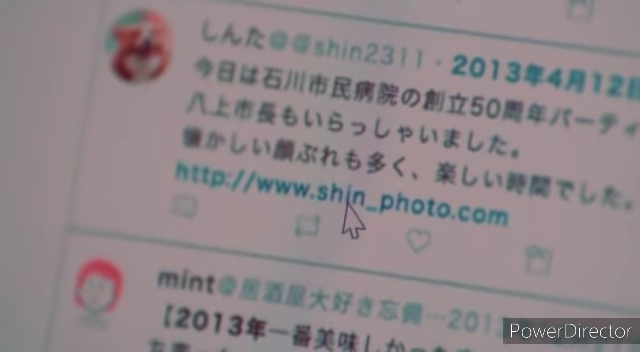 しんた@@shin2311・2013年4月12日
今日は石川市民病院の創立50周年パーティ
八上市長もいらっしゃいました。
懐かしい顔ぶれも多く、楽しい時間でした。
http://www.shin_photo.com
mint@居酒屋大好き忘備…201
【2013年一番美味しかった
PowerDirector